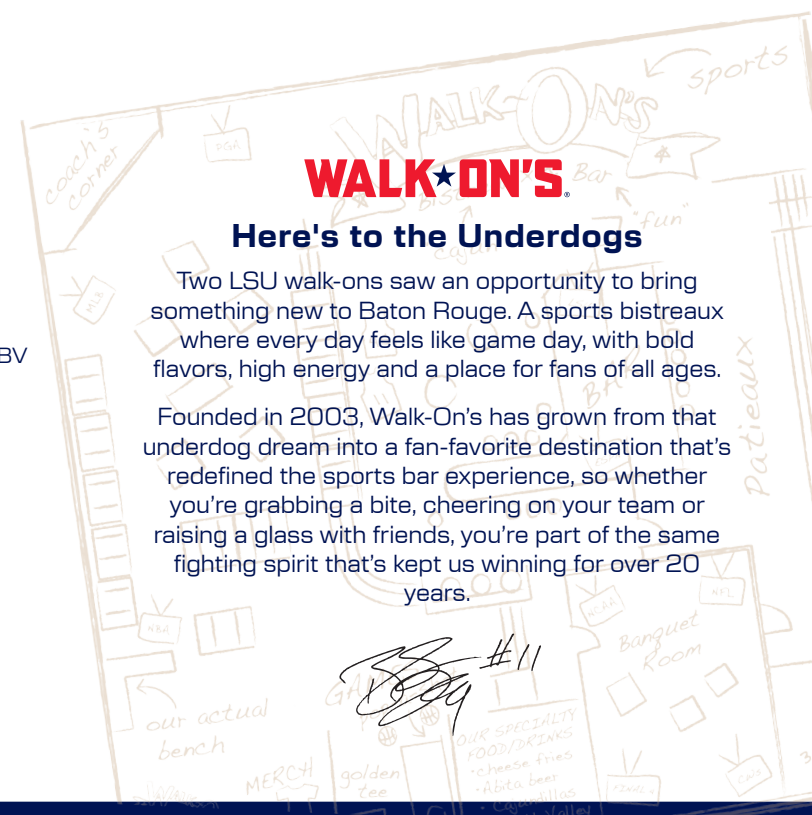 sports
WALK-ON'S
coach's
corner
PGA
WALK★ON'S®
Bar
"fun"
Here's to the Underdogs
Two LSU walk-ons saw an opportunity to bring
something new to Baton Rouge. A sports bistreaux
where every day feels like game day, with bold
flavors, high energy and a place for fans of all ages.
MLB
BV
Patieaux
Founded in 2003, Walk-On's has grown from that
underdog dream into a fan-favorite destination that's
redefined the sports bar experience, so whether
you're grabbing a bite, cheering on your team or
raising a glass with friends, you're part of the same
fighting spirit that's kept us winning for over 20
years.
NFL
NCAA
NBA
Banquet
Room
#11
our actual
bench
OUR SPECIALTY
FOOD/DRINKS
·cheese fries
·Abita beer
MERCH
golden
tee